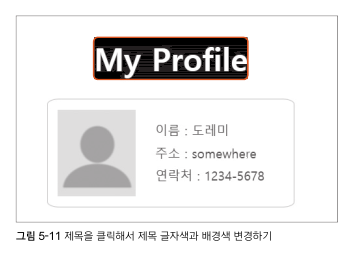 My Profile
이름 : 도레미
주소 : somewhere
연락처 : 1234-5678
그림 5-11 제목을 클릭해서 제목 글자색과 배경색 변경하기